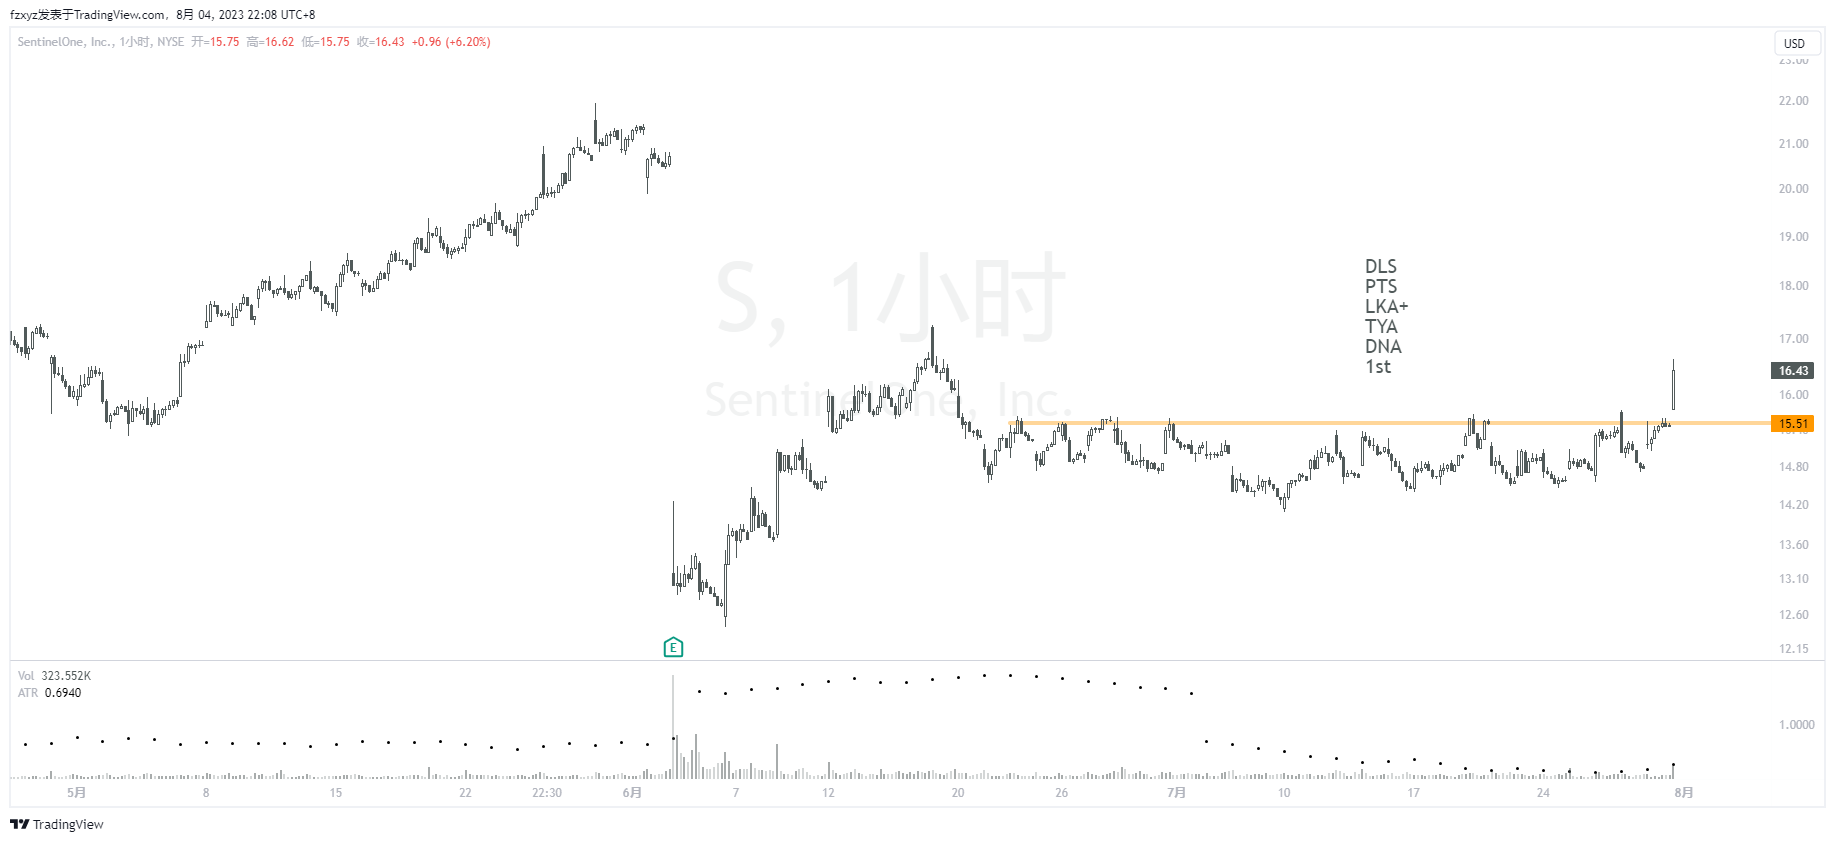 fzxyz发表于TradingView.com, 8月 04, 2023 22:08 UTC+8
SentinelOne, Inc., 1小时, NYSE 开=15.75 高=16.62 低=15.75 收=16.43 +0.96 (+6.20%)
USD
23.00
22.00
21.00
20.00
19.00
18.00
17.00
16.43
16.00
15.51
14.80
14.20
13.60
13.10
12.60
12.15
S, 1小时
SentinelOne, Inc.
DLS
PTS
LKA+
TYA
DNA
1st
E
Vol 323.552K
ATR 0.6940
1.0000
5月 8 15 22 22:30 6月 7 12 20 26 7月 10 17 24 8月
TradingView